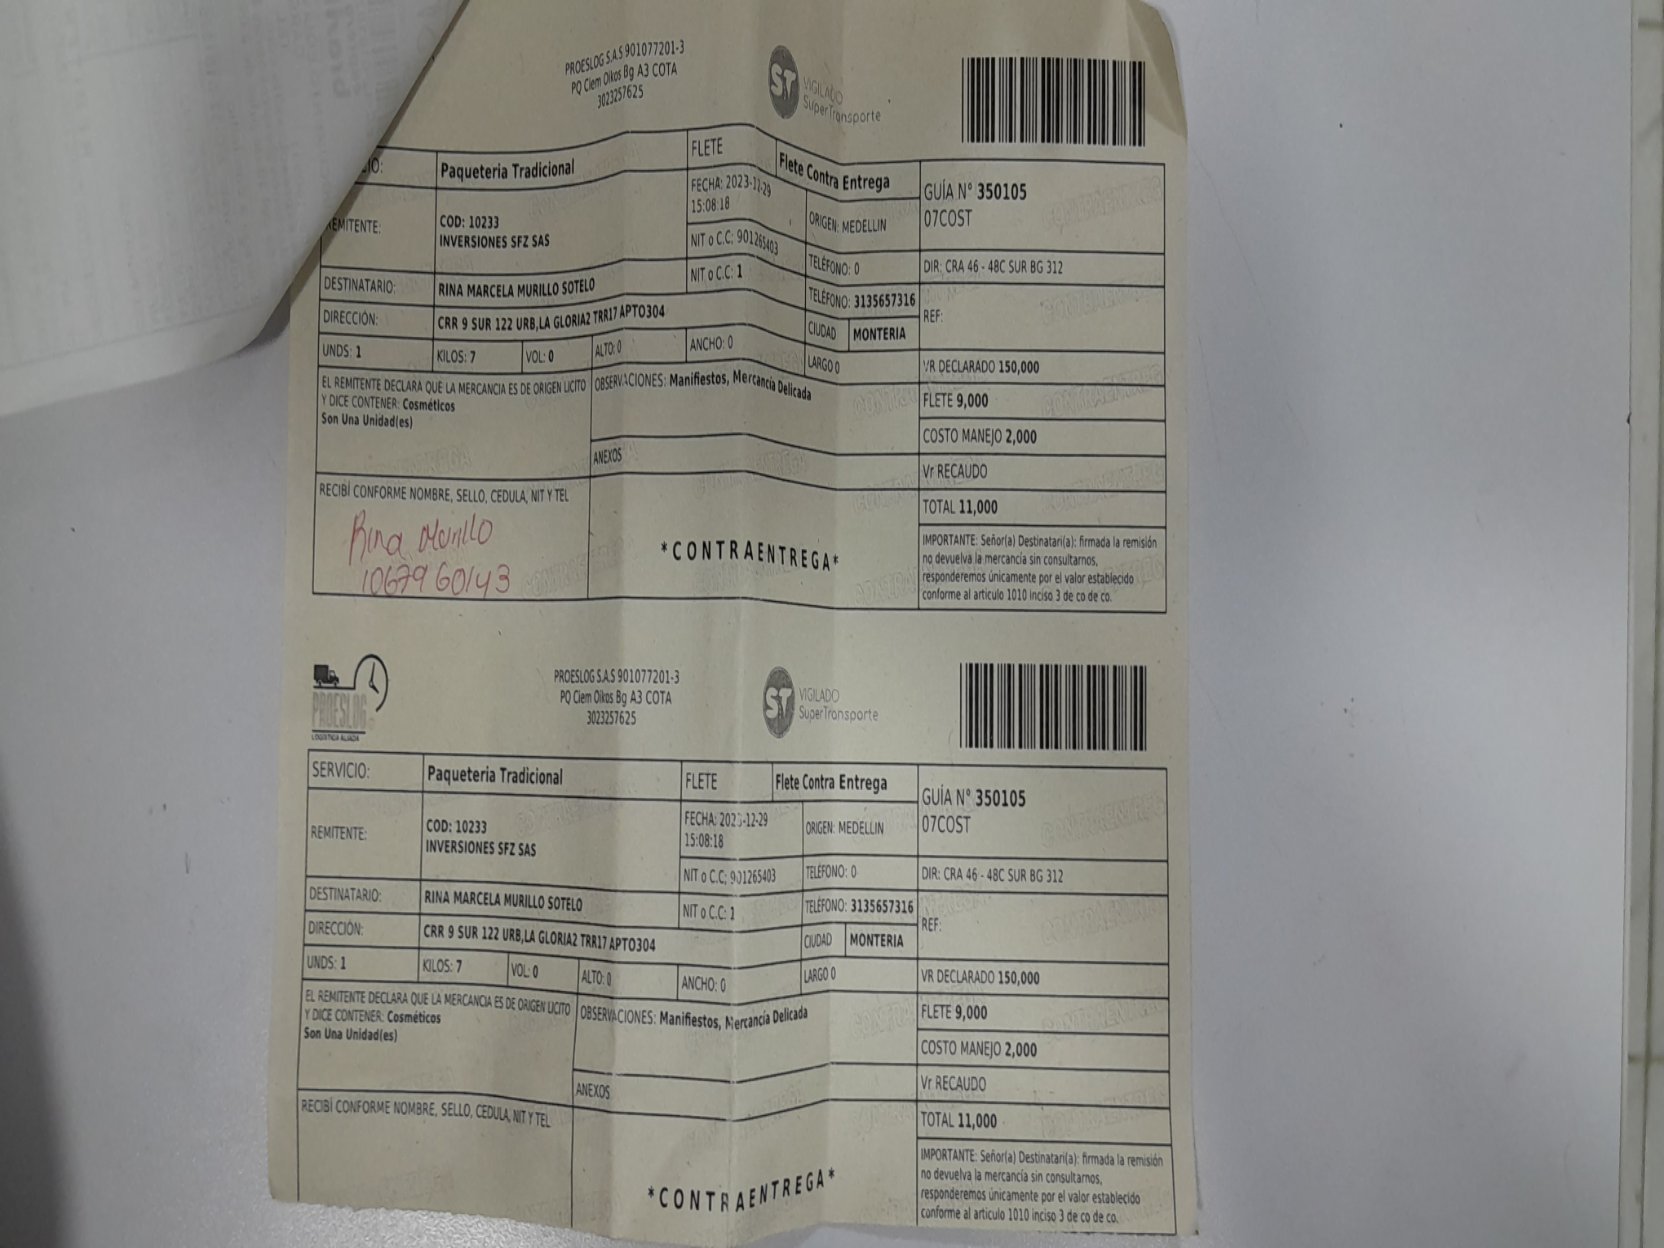 PROESLOG S.A.S 901077201-3
PQ Clem Oikos Bg A3 COTA
3023257625
ST VIGILADO
SuperTransporte
IO: Paqueteria Tradicional FLETE Flete Contra Entrega
GUÍA N° 350105
07COST
FECHA: 2023-12-29
15:08:18
ORIGEN: MEDELLIN
EMITENTE: COD: 10233
INVERSIONES SFZ SAS
NIT o C.C: 901265403 TELÉFONO: 0 DIR: CRA 46 - 48C SUR BG 312
DESTINATARIO: RINA MARCELA MURILLO SOTELO NIT o C.C: 1 TELÉFONO: 3135657316 REF:
DIRECCIÓN: CRR 9 SUR 122 URB,LA GLORIA2 TRR17 APTO304 CIUDAD MONTERIA
UNDS: 1 KILOS: 7 VOL: 0 ALTO: 0 ANCHO: 0 LARGO 0 VR DECLARADO 150,000
EL REMITENTE DECLARA QUE LA MERCANCIA ES DE ORIGEN LICITO
Y DICE CONTENER: Cosméticos
Son Una Unidad(es)
OBSERVACIONES: Manifiestos, Mercancía Delicada
ANEXOS
FLETE 9,000
COSTO MANEJO 2,000
Vr RECAUDO
TOTAL 11,000
RECIBÍ CONFORME NOMBRE, SELLO, CEDULA, NIT Y TEL
Rina Murillo
1067960143
*CONTRAENTREGA*
IMPORTANTE: Señor(a) Destinatari(a): firmada la remisión
no devuelva la mercancía sin consultarnos,
responderemos únicamente por el valor establecido
conforme al articulo 1010 inciso 3 de co de co.
PROESLOG
LOGISTICA ALIADA
PROESLOG S.A.S 901077201-3
PQ Clem Oikos Bg A3 COTA
3023257625
ST VIGILADO
SuperTransporte
SERVICIO: Paqueteria Tradicional FLETE Flete Contra Entrega
GUÍA N° 350105
07COST
FECHA: 2023-12-29
15:08:18
ORIGEN: MEDELLIN
REMITENTE: COD: 10233
INVERSIONES SFZ SAS
NIT o C.C: 901265403 TELÉFONO: 0 DIR: CRA 46 - 48C SUR BG 312
DESTINATARIO: RINA MARCELA MURILLO SOTELO NIT o C.C: 1 TELÉFONO: 3135657316 REF:
DIRECCIÓN: CRR 9 SUR 122 URB,LA GLORIA2 TRR17 APTO304 CIUDAD MONTERIA
UNDS: 1 KILOS: 7 VOL: 0 ALTO: 0 ANCHO: 0 LARGO 0 VR DECLARADO 150,000
EL REMITENTE DECLARA QUE LA MERCANCIA ES DE ORIGEN LICITO
Y DICE CONTENER: Cosméticos
Son Una Unidad(es)
OBSERVACIONES: Manifiestos, Mercancía Delicada
ANEXOS
FLETE 9,000
COSTO MANEJO 2,000
Vr RECAUDO
TOTAL 11,000
RECIBÍ CONFORME NOMBRE, SELLO, CEDULA, NIT Y TEL
*CONTRAENTREGA*
IMPORTANTE: Señor(a) Destinatari(a): firmada la remisión
no devuelva la mercancía sin consultarnos,
responderemos únicamente por el valor establecido
conforme al articulo 1010 inciso 3 de co de co.